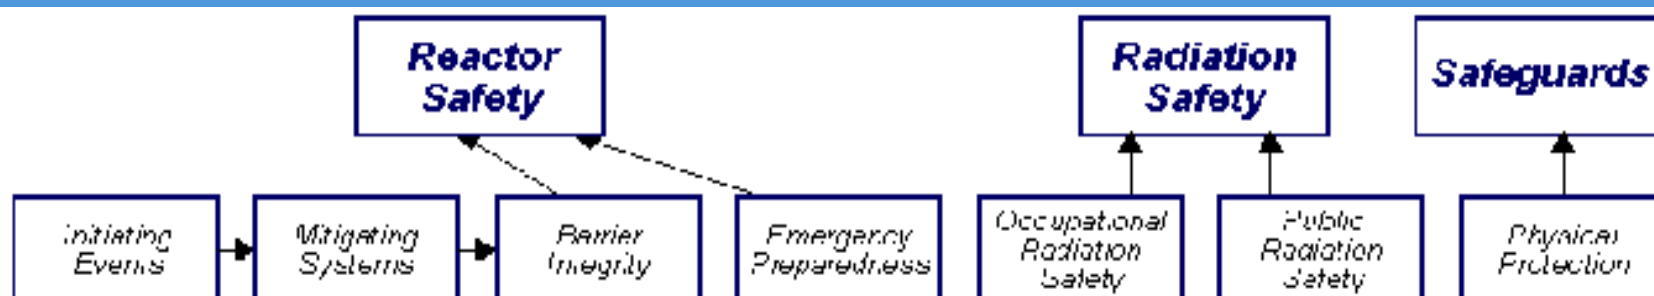 Reactor
Safety
Radiation
Safety
Safeguards
Initiating
Events
Mitigating
Systems
Barrier
Integrity
Emergency
Preparedness
Occupational
Radiation
Safety
Public
Radiation
Safety
Physical
Protection